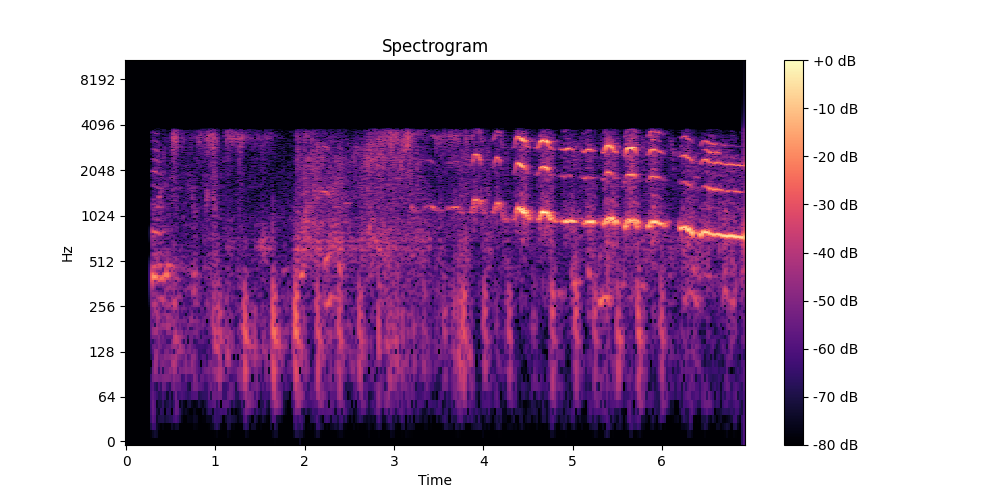 Spectrogram
8192
4096
2048
1024
512
256
128
64
0
Hz
0 1 2 3 4 5 6
Time
+0 dB
-10 dB
-20 dB
-30 dB
-40 dB
-50 dB
-60 dB
-70 dB
-80 dB